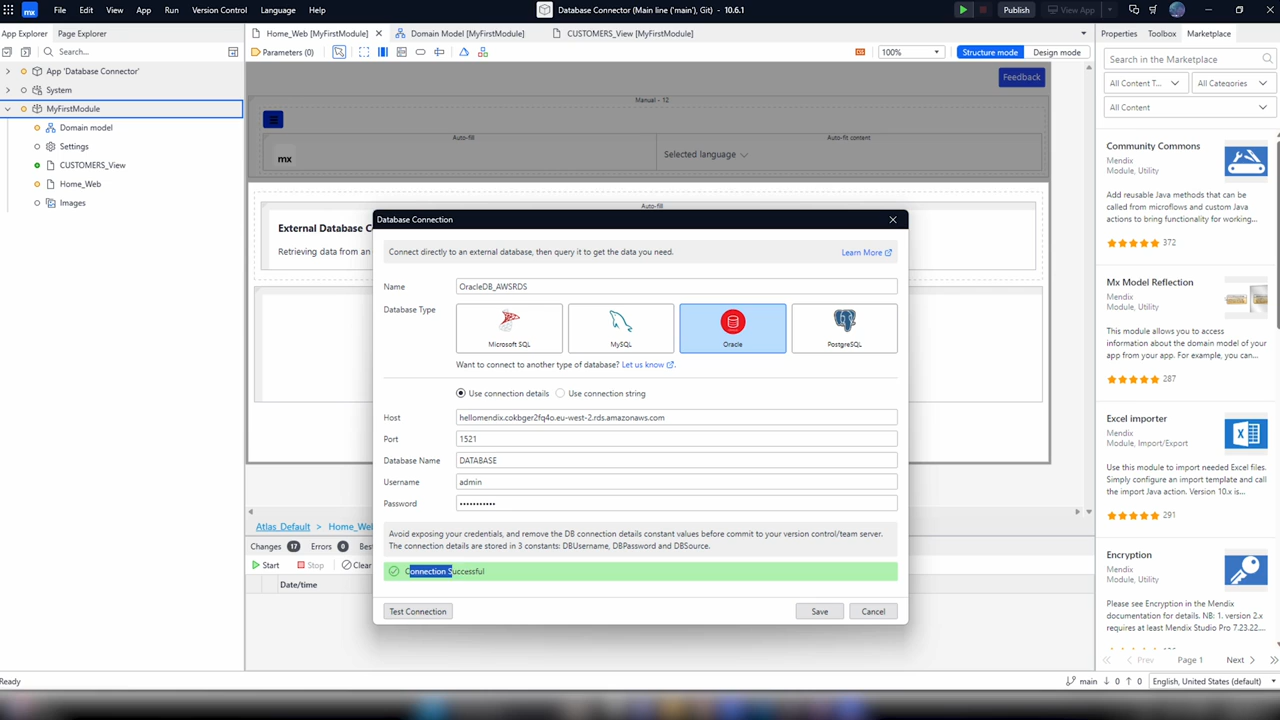 mx
File
Edit
View
App
Run
Version Control
Language
Help
Database Connector (Main line ('main'), Git) - 10.6.1
Publish
View App
App Explorer
Page Explorer
Home_Web [MyFirstModule]
Domain Model [MyFirstModule]
CUSTOMERS_View [MyFirstModule]
Properties
Toolbox
Marketplace
Search...
Parameters (0)
100%
Structure mode
Design mode
App 'Database Connector'
System
MyFirstModule
Domain model
Settings
CUSTOMERS_View
Home_Web
Images
Feedback
Manual - 12
Auto-fill
Auto-fit content
mx
Selected language
Auto-fill
External Database C
Retrieving data from an
Database Connection
Connect directly to an external database, then query it to get the data you need.
Learn More
Name
OracleDB_AWSRDS
Database Type
Microsoft SQL
MySQL
Oracle
PostgreSQL
Want to connect to another type of database? Let us know.
Use connection details
Use connection string
Host
hellomendix.cokbger2fq4o.eu-west-2.rds.amazonaws.com
Port
1521
Database Name
DATABASE
Username
admin
Password
•••••••••••
Avoid exposing your credentials, and remove the DB connection details constant values before commit to your version control/team server.
The connection details are stored in 3 constants: DBUsername, DBPassword and DBSource.
Connection Successful
Test Connection
Save
Cancel
Atlas_Default > Home_We
Changes 17
Errors 0
Bes
Start
Stop
Clear
Date/time
Search in the Marketplace
All Content T...
All Categories
All Content
Community Commons
Mendix
Module, Utility
Add reusable Java methods that can be
called from microflows and custom Java
actions to bring functionality for working...
372
Mx Model Reflection
Mendix
Module, Utility
This module allows you to access
information about the domain model of
your app from your app. For example, you can...
287
Excel importer
Mendix
Module, Import/Export
Use this module to import needed Excel files.
Simply configure an import template and call
the import Java action. Version 10.x is...
291
Encryption
Mendix
Module, Utility
Please see Encryption in the Mendix
documentation for details. NB: 1. version 2.x
requires at least Mendix Studio Pro 7.23.22...
Prev
Page 1
Next
Ready
main
0
0
English, United States (default)